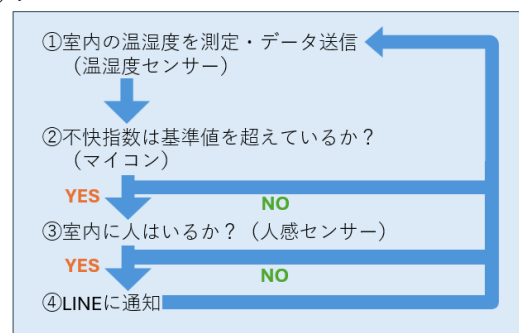 ①室内の温湿度を測定・データ送信
（温湿度センサー）
②不快指数は基準値を超えているか？
（マイコン）
YES
NO
③室内に人はいるか？（人感センサー）
YES
NO
④LINEに通知